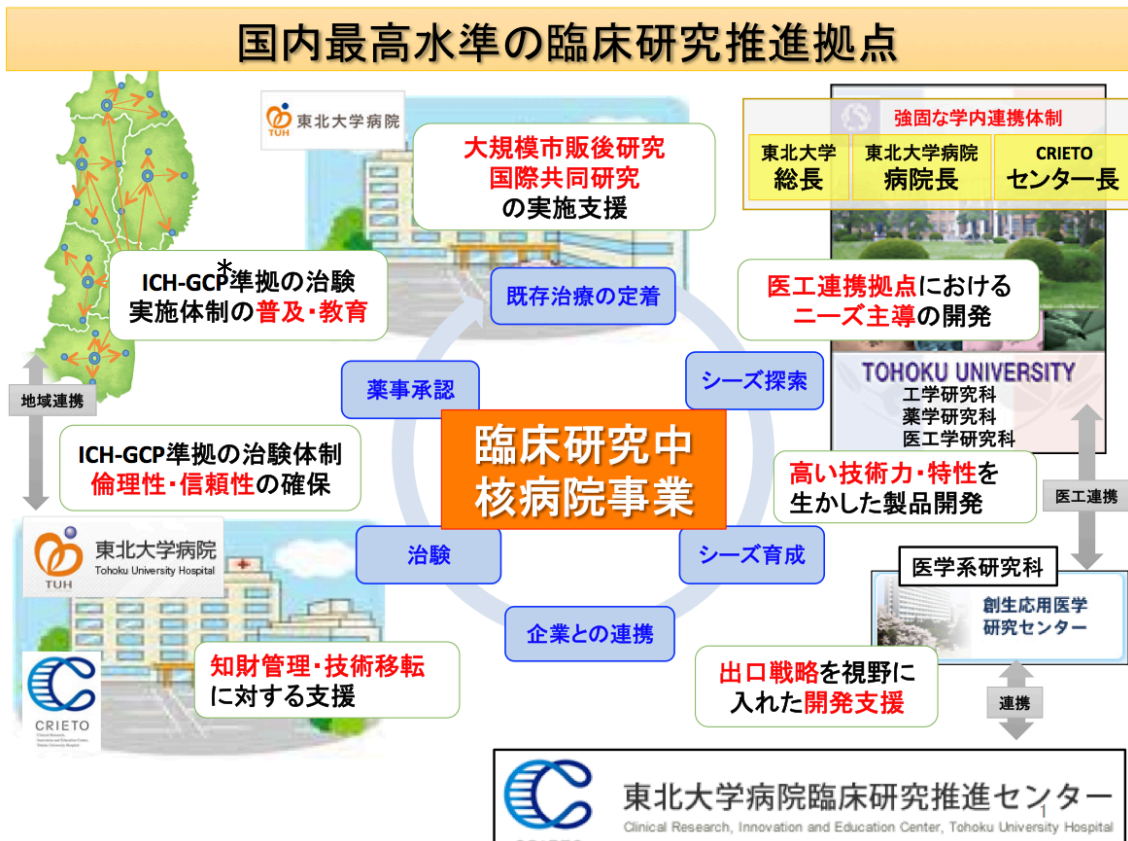 国内最高水準の臨床研究推進拠点
TUH
東北大学病院
大規模市販後研究
国際共同研究
の実施支援
強固な学内連携体制
東北大学
総長
東北大学病院
病院長
CRIETO
センター長
*
ICH-GCP準拠の治験
実施体制の普及・教育
既存治療の定着
医工連携拠点における
ニーズ主導の開発
地域連携
薬事承認
シーズ探索
TOHOKU UNIVERSITY
工学研究科
薬学研究科
医工学研究科
ICH-GCP準拠の治験体制
倫理性・信頼性の確保
臨床研究中
核病院事業
高い技術力・特性を
生かした製品開発
医工連携
TUH
東北大学病院
Tohoku University Hospital
治験
シーズ育成
医学系研究科
創生応用医学
研究センター
企業との連携
知財管理・技術移転
に対する支援
出口戦略を視野に
入れた開発支援
連携
CRIETO
Clinical Research,
Innovation and Education Center,
Tohoku University Hospital
東北大学病院臨床研究推進センター
1
Clinical Research, Innovation and Education Center, Tohoku University Hospital